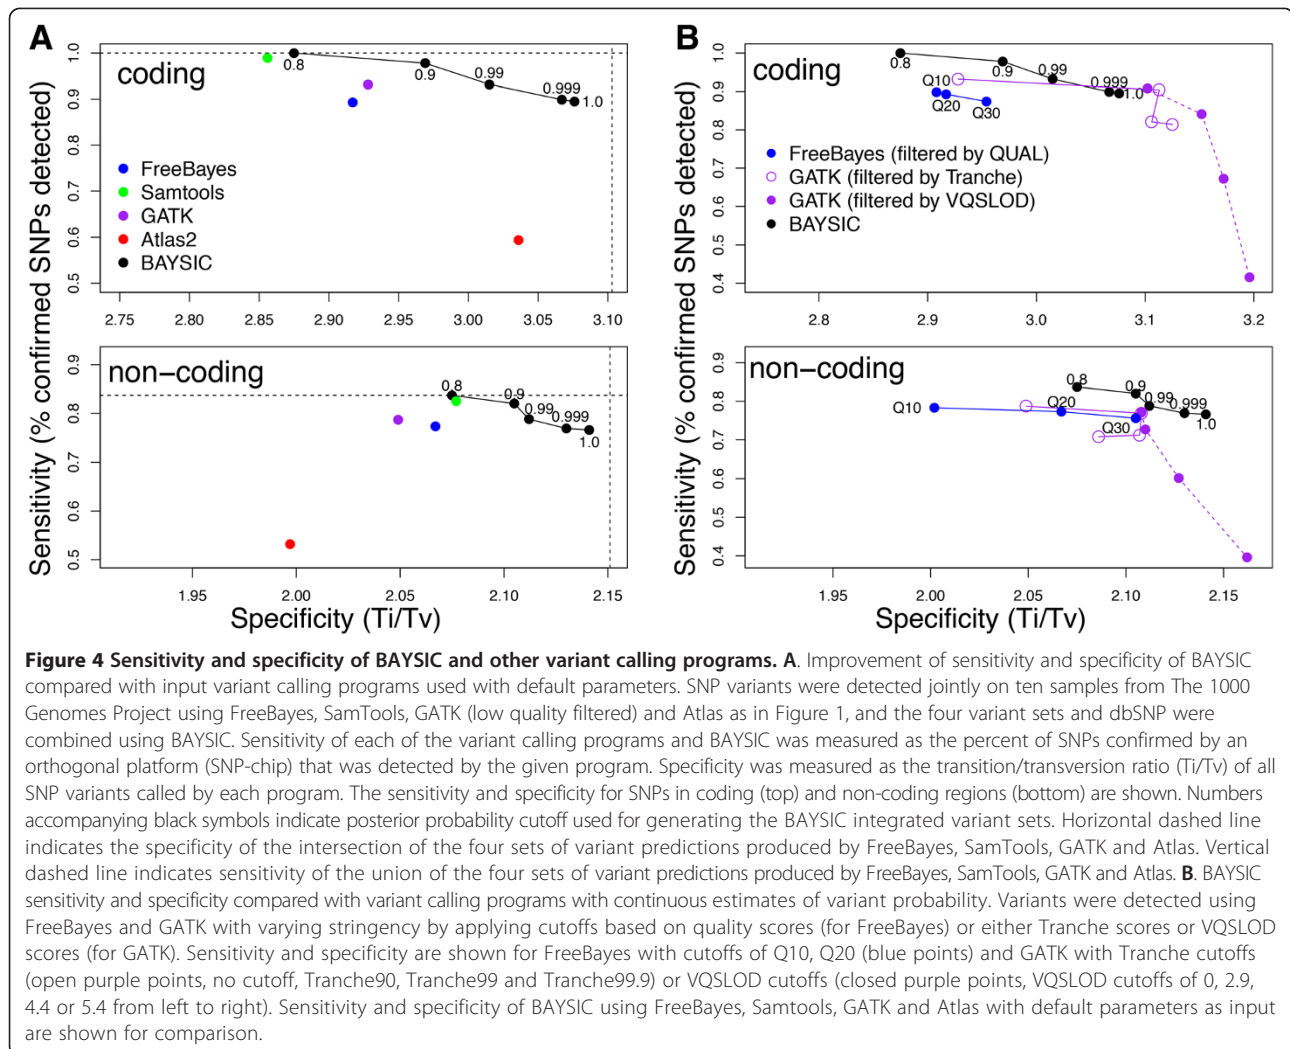 A
B
Sensitivity (% confirmed SNPs detected)
coding
1.0
0.9
0.8
0.7
0.6
0.5
0.8
0.9
0.99
0.999
1.0
FreeBayes
Samtools
GATK
Atlas2
BAYSIC
2.75 2.80 2.85 2.90 2.95 3.00 3.05 3.10
non-coding
0.9
0.8
0.7
0.6
0.5
0.8
0.9
0.99
0.999
1.0
1.95 2.00 2.05 2.10 2.15
Specificity (Ti/Tv)
Sensitivity (% confirmed SNPs detected)
coding
1.0
0.9
0.8
0.7
0.6
0.5
0.4
0.8
0.9
0.99
0.999
1.0
Q10
Q20
Q30
FreeBayes (filtered by QUAL)
GATK (filtered by Tranche)
GATK (filtered by VQSLOD)
BAYSIC
2.8 2.9 3.0 3.1 3.2
non-coding
0.9
0.8
0.7
0.6
0.5
0.4
0.8
0.9
0.99
0.999
1.0
Q10
Q20
Q30
1.95 2.00 2.05 2.10 2.15
Specificity (Ti/Tv)
Figure 4 Sensitivity and specificity of BAYSIC and other variant calling programs. A. Improvement of sensitivity and specificity of BAYSIC
compared with input variant calling programs used with default parameters. SNP variants were detected jointly on ten samples from The 1000
Genomes Project using FreeBayes, SamTools, GATK (low quality filtered) and Atlas as in Figure 1, and the four variant sets and dbSNP were
combined using BAYSIC. Sensitivity of each of the variant calling programs and BAYSIC was measured as the percent of SNPs confirmed by an
orthogonal platform (SNP-chip) that was detected by the given program. Specificity was measured as the transition/transversion ratio (Ti/Tv) of all
SNP variants called by each program. The sensitivity and specificity for SNPs in coding (top) and non-coding regions (bottom) are shown. Numbers
accompanying black symbols indicate posterior probability cutoff used for generating the BAYSIC integrated variant sets. Horizontal dashed line
indicates the specificity of the intersection of the four sets of variant predictions produced by FreeBayes, SamTools, GATK and Atlas. Vertical
dashed line indicates sensitivity of the union of the four sets of variant predictions produced by FreeBayes, SamTools, GATK and Atlas. B. BAYSIC
sensitivity and specificity compared with variant calling programs with continuous estimates of variant probability. Variants were detected using
FreeBayes and GATK with varying stringency by applying cutoffs based on quality scores (for FreeBayes) or either Tranche scores or VQSLOD
scores (for GATK). Sensitivity and specificity are shown for FreeBayes with cutoffs of Q10, Q20 (blue points) and GATK with Tranche cutoffs
(open purple points, no cutoff, Tranche90, Tranche99 and Tranche99.9) or VQSLOD cutoffs (closed purple points, VQSLOD cutoffs of 0, 2.9,
4.4 or 5.4 from left to right). Sensitivity and specificity of BAYSIC using FreeBayes, Samtools, GATK and Atlas with default parameters as input
are shown for comparison.